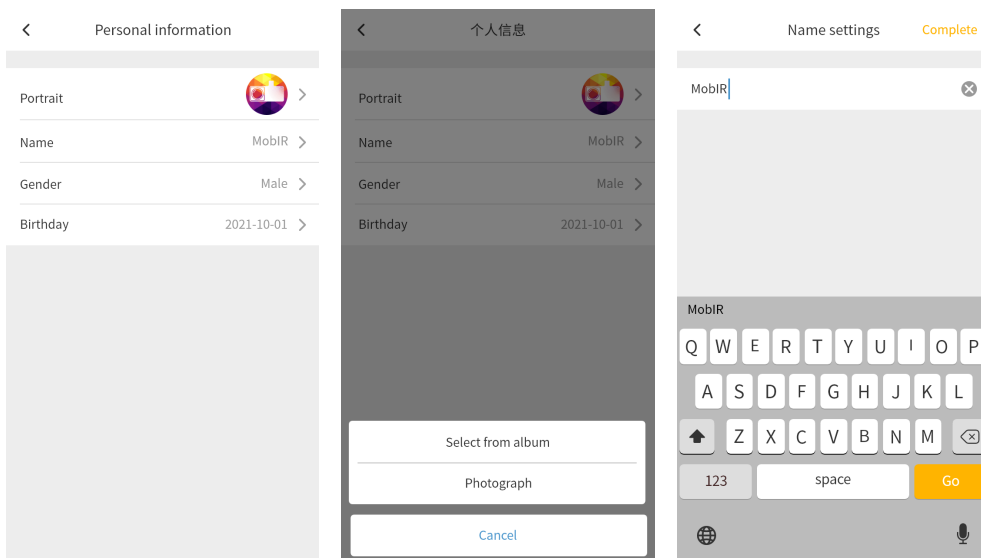 Personal information
Portrait
Name MobIR
Gender Male
Birthday 2021-10-01
个人信息
Portrait
Name MobIR
Gender Male
Birthday 2021-10-01
Select from album
Photograph
Cancel
Name settings Complete
MobIR
MobIR
Q W E R T Y U I O P
A S D F G H J K L
Z X C V B N M
123 space Go